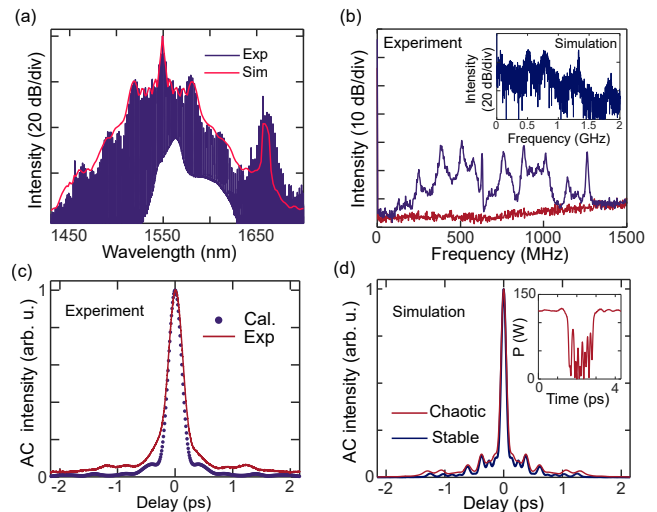 (a)
Intensity (20 dB/div)
Exp
Sim
1450
1550
1650
Wavelength (nm)
(b)
Intensity (10 dB/div)
Experiment
Intensity
(20 dB/div)
Simulation
0
0.5
1
1.5
2
Frequency (GHz)
0
500
1000
1500
Frequency (MHz)
(c)
AC intensity (arb. u.)
1
0
Experiment
Cal.
Exp
-2
-1
0
1
2
Delay (ps)
(d)
AC intensity (arb. u.)
1
0
Simulation
P (W)
150
0
0
2
4
Time (ps)
Chaotic
Stable
-2
-1
0
1
2
Delay (ps)